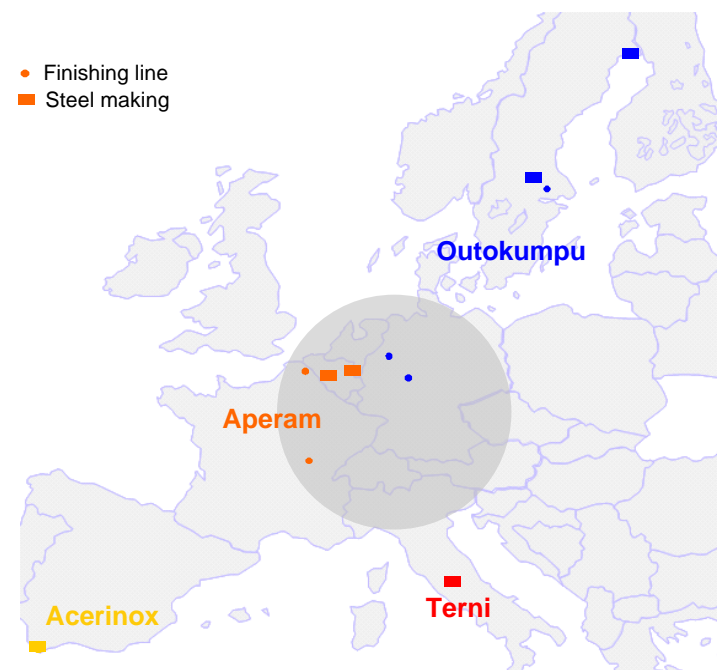 Finishing line
Steel making
Outokumpu
Aperam
Acerinox
Terni